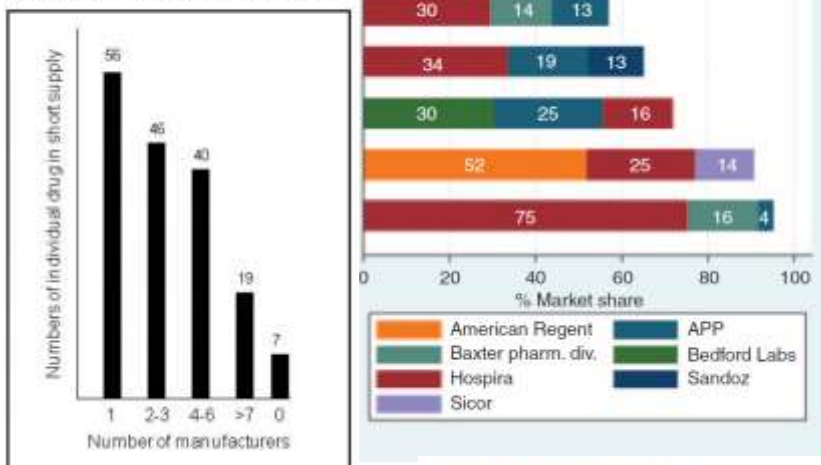 Numbers of individual drug in short supply
56
46
40
19
7
1 2-3 4-6 >7 0
Number of manufacturers
30 14 13
34 19 13
30 25 16
52 25 14
75 16 4
0 20 40 60 80 100
% Market share
American Regent APP
Baxter pharm. div. Bedford Labs
Hospira Sandoz
Sicor